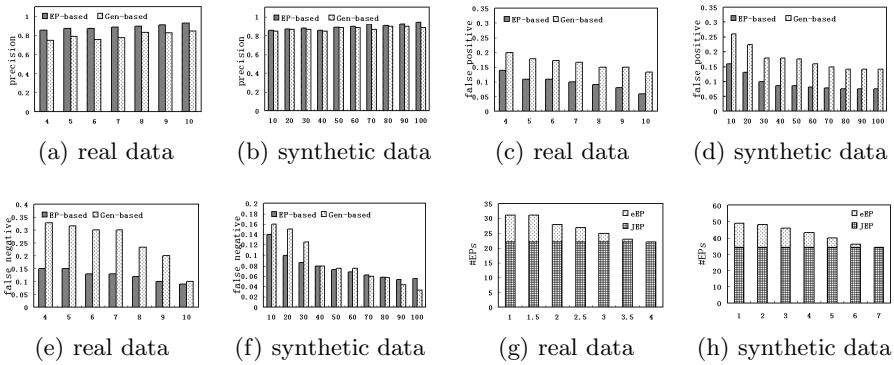 EP-based Gen-based
precision
1
0.8
0.6
0.4
0.2
0
4 5 6 7 8 9 10
(a) real data
EP-based Gen-based
precision
1
0.8
0.6
0.4
0.2
0
10 20 30 40 50 60 70 80 90 100
(b) synthetic data
EP-based Gen-based
false positive
0.35
0.3
0.25
0.2
0.15
0.1
0.05
0
4 5 6 7 8 9 10
(c) real data
EP-based Gen-based
false positive
0.35
0.3
0.25
0.2
0.15
0.1
0.05
0
10 20 30 40 50 60 70 80 90 100
(d) synthetic data
EP-based Gen-based
false negative
0.4
0.35
0.3
0.25
0.2
0.15
0.1
0.05
0
4 5 6 7 8 9 10
(e) real data
EP-based Gen-based
false negative
0.2
0.18
0.16
0.14
0.12
0.1
0.08
0.06
0.04
0.02
0
10 20 30 40 50 60 70 80 90 100
(f) synthetic data
eEP
JEP
#EPs
35
30
25
20
15
10
5
0
1 1.5 2 2.5 3 3.5 4
(g) real data
eEP
JEP
#EPs
60
50
40
30
20
10
0
1 2 3 4 5 6 7
(h) synthetic data